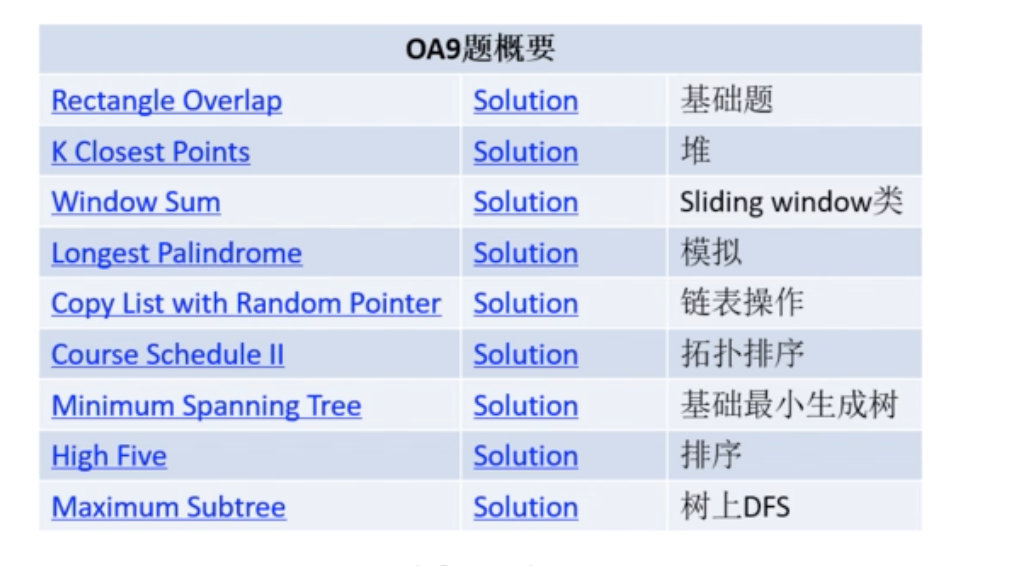 OA9题概要
Rectangle Overlap Solution 基础题
K Closest Points Solution 堆
Window Sum Solution Sliding window类
Longest Palindrome Solution 模拟
Copy List with Random Pointer Solution 链表操作
Course Schedule II Solution 拓扑排序
Minimum Spanning Tree Solution 基础最小生成树
High Five Solution 排序
Maximum Subtree Solution 树上DFS